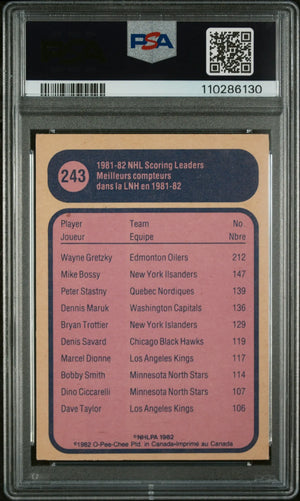 PSA
110286130
243
1981-82 NHL Scoring Leaders
Meilleurs compteurs
dans la LNH en 1981-82
Player Team No.
Joueur Equipe Nbre
Wayne Gretzky Edmonton Oilers 212
Mike Bossy New York Ilsanders 147
Peter Stastny Quebec Nordiques 139
Dennis Maruk Washington Capitals 136
Bryan Trottier New York Islanders 129
Denis Savard Chicago Black Hawks 119
Marcel Dionne Los Angeles Kings 117
Bobby Smith Minnesota North Stars 114
Dino Ciccarelli Minnesota North Stars 107
Dave Taylor Los Angeles Kings 106
©NHLPA 1982
©1982 O-Pee-Chee Ptd. in Canada-Imprimé au Canada